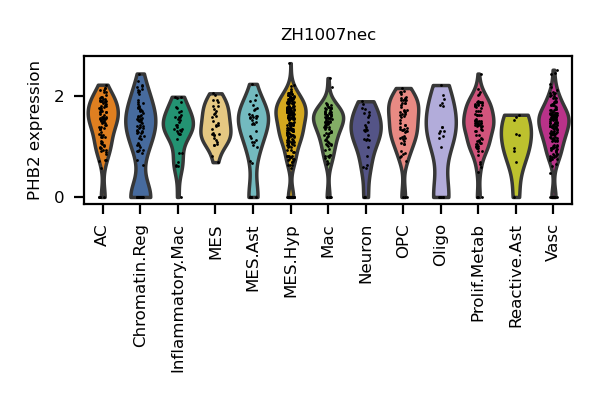 ZH1007nec
PHB2 expression
2
0
AC
Chromatin.Reg
Inflammatory.Mac
MES
MES.Ast
MES.Hyp
Mac
Neuron
OPC
Oligo
Prolif.Metab
Reactive.Ast
Vasc